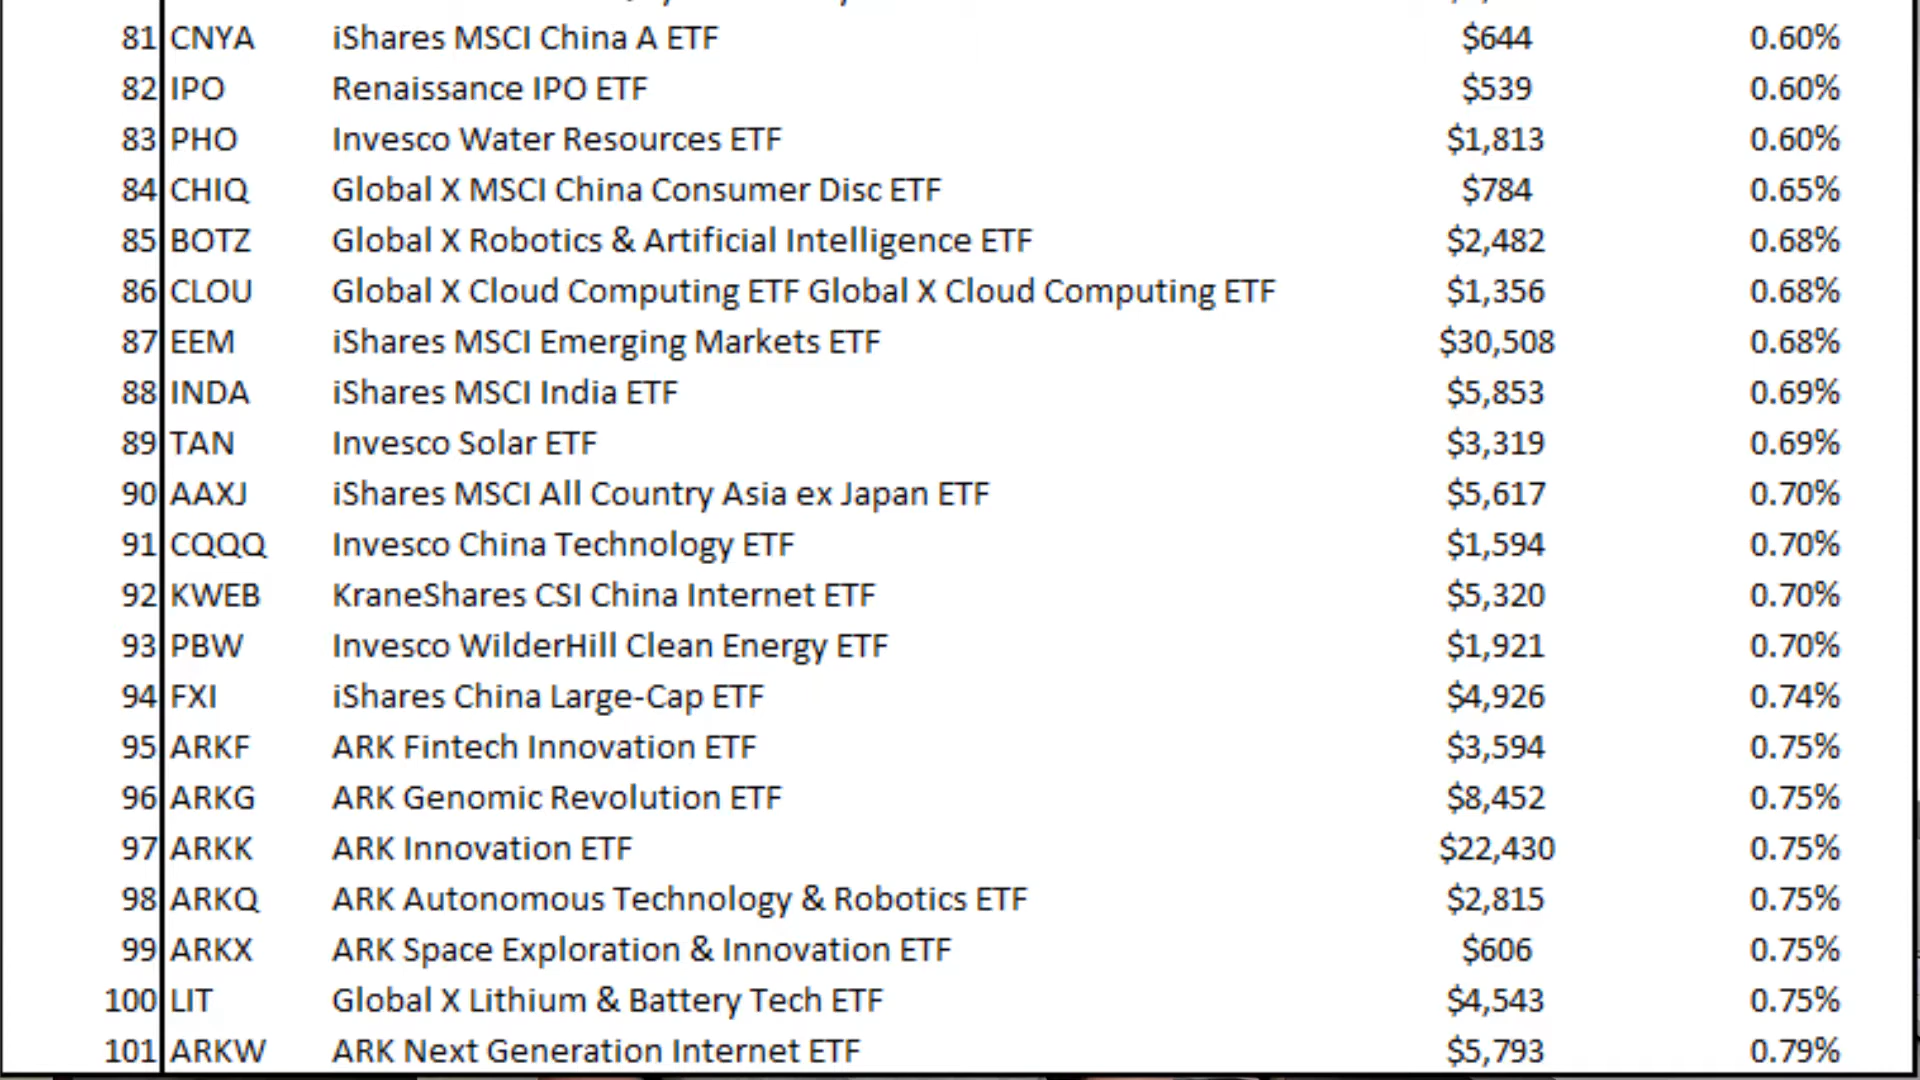 81 CNYA iShares MSCI China A ETF $644 0.60%
82 IPO Renaissance IPO ETF $539 0.60%
83 PHO Invesco Water Resources ETF $1,813 0.60%
84 CHIQ Global X MSCI China Consumer Disc ETF $784 0.65%
85 BOTZ Global X Robotics & Artificial Intelligence ETF $2,482 0.68%
86 CLOU Global X Cloud Computing ETF Global X Cloud Computing ETF $1,356 0.68%
87 EEM iShares MSCI Emerging Markets ETF $30,508 0.68%
88 INDA iShares MSCI India ETF $5,853 0.69%
89 TAN Invesco Solar ETF $3,319 0.69%
90 AAXJ iShares MSCI All Country Asia ex Japan ETF $5,617 0.70%
91 CQQQ Invesco China Technology ETF $1,594 0.70%
92 KWEB KraneShares CSI China Internet ETF $5,320 0.70%
93 PBW Invesco WilderHill Clean Energy ETF $1,921 0.70%
94 FXI iShares China Large-Cap ETF $4,926 0.74%
95 ARKF ARK Fintech Innovation ETF $3,594 0.75%
96 ARKG ARK Genomic Revolution ETF $8,452 0.75%
97 ARKK ARK Innovation ETF $22,430 0.75%
98 ARKQ ARK Autonomous Technology & Robotics ETF $2,815 0.75%
99 ARKX ARK Space Exploration & Innovation ETF $606 0.75%
100 LIT Global X Lithium & Battery Tech ETF $4,543 0.75%
101 ARKW ARK Next Generation Internet ETF $5,793 0.79%